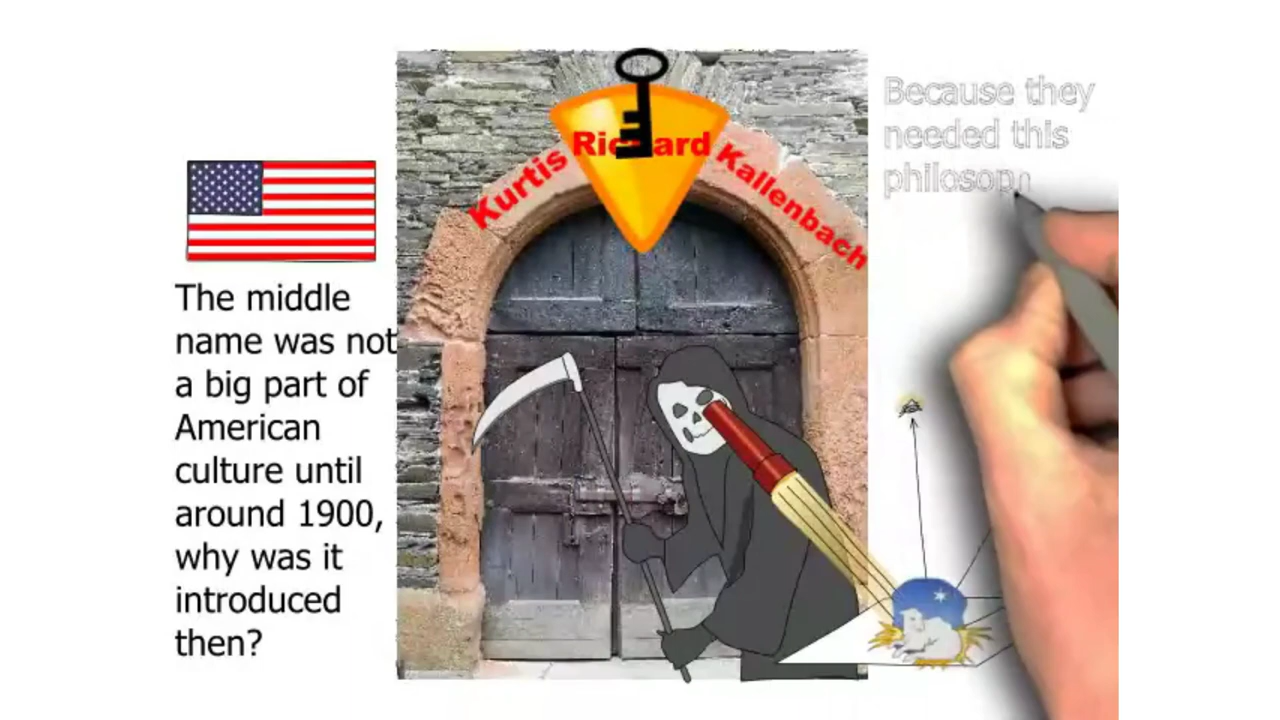 Kurtis Richard Kallenbach
The middle
name was not
a big part of
American
culture until
around 1900,
why was it
introduced
then?
Because they
needed this
philosop